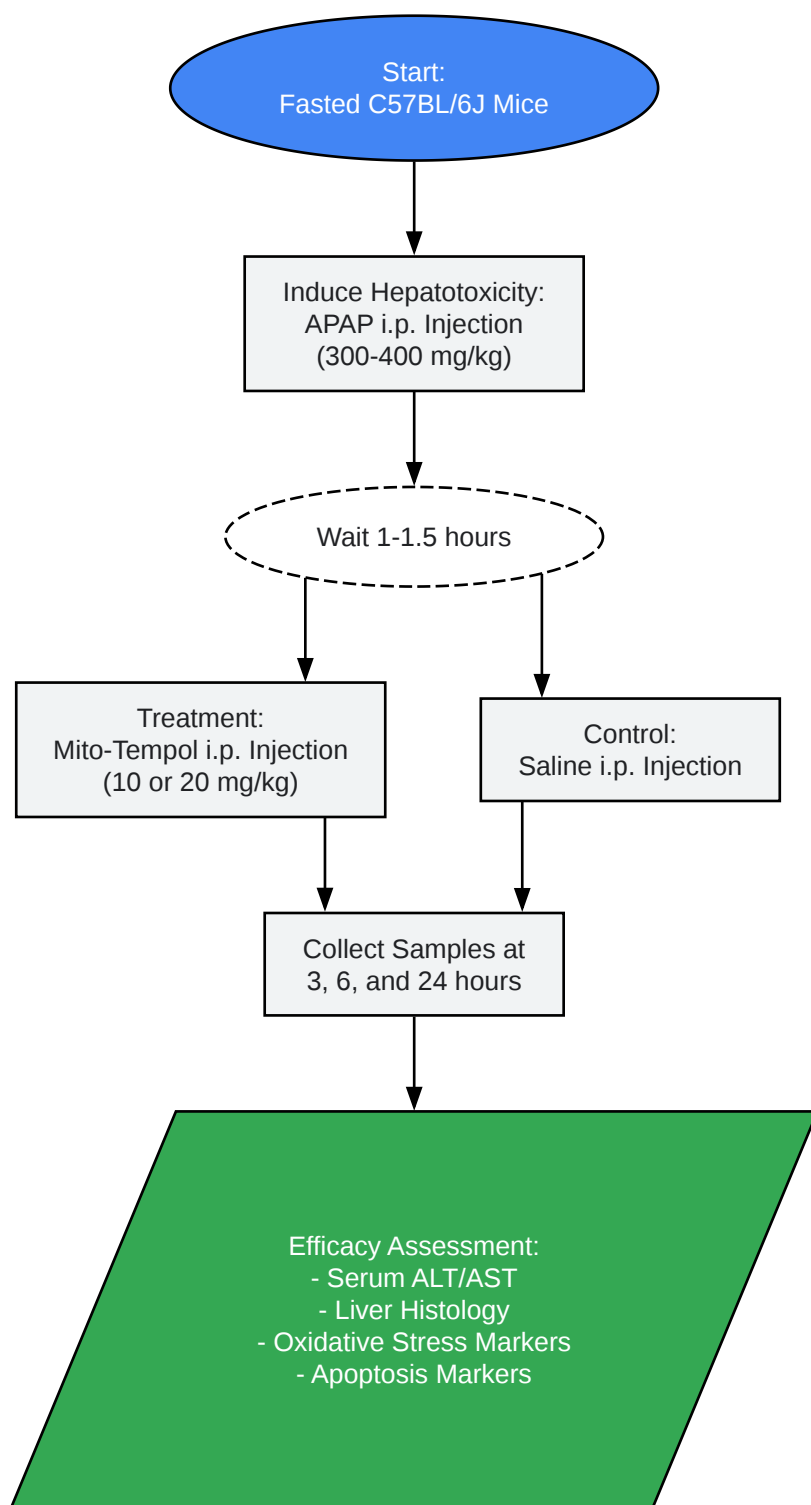 Start:
Fasted C57BL/6J Mice
Induce Hepatotoxicity:
APAP i.p. Injection
(300-400 mg/kg)
Wait 1-1.5 hours
Treatment:
Mito-Tempol i.p. Injection
(10 or 20 mg/kg)
Control:
Saline i.p. Injection
Collect Samples at
3, 6, and 24 hours
Efficacy Assessment:
- Serum ALT/AST
- Liver Histology
- Oxidative Stress Markers
- Apoptosis Markers